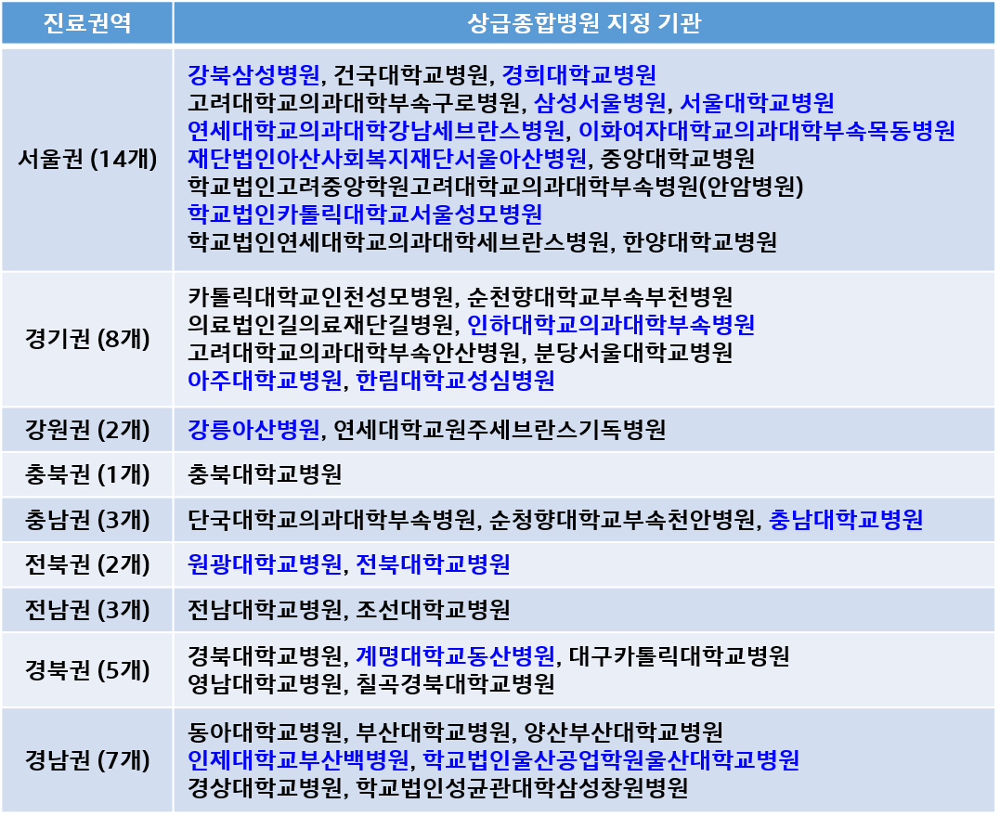 진료권역 상급종합병원 지정 기관
서울권 (14개)
강북삼성병원, 건국대학교병원, 경희대학교병원
고려대학교의과대학부속구로병원, 삼성서울병원, 서울대학교병원
연세대학교의과대학강남세브란스병원, 이화여자대학교의과대학부속목동병원
재단법인아산사회복지재단서울아산병원, 중앙대학교병원
학교법인고려중앙학원고려대학교의과대학부속병원(안암병원)
학교법인카톨릭대학교서울성모병원
학교법인연세대학교의과대학세브란스병원, 한양대학교병원
경기권 (8개)
카톨릭대학교인천성모병원, 순천향대학교부속부천병원
의료법인길의료재단길병원, 인하대학교의과대학부속병원
고려대학교의과대학부속안산병원, 분당서울대학교병원
아주대학교병원, 한림대학교성심병원
강원권 (2개) 강릉아산병원, 연세대학교원주세브란스기독병원
충북권 (1개) 충북대학교병원
충남권 (3개) 단국대학교의과대학부속병원, 순청향대학교부속천안병원, 충남대학교병원
전북권 (2개) 원광대학교병원, 전북대학교병원
전남권 (3개) 전남대학교병원, 조선대학교병원
경북권 (5개)
경북대학교병원, 계명대학교동산병원, 대구카톨릭대학교병원
영남대학교병원, 칠곡경북대학교병원
경남권 (7개)
동아대학교병원, 부산대학교병원, 양산부산대학교병원
인제대학교부산백병원, 학교법인울산공업학원울산대학교병원
경상대학교병원, 학교법인성균관대학삼성창원병원